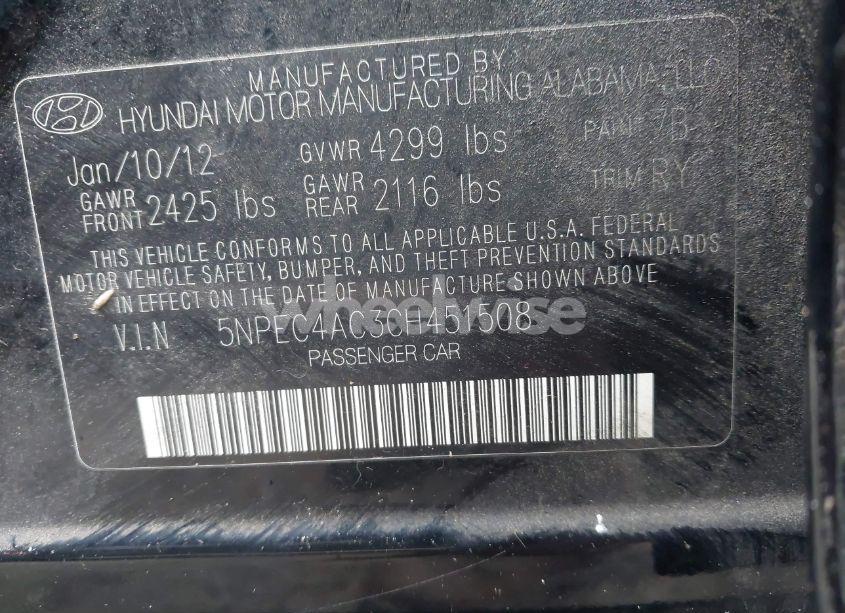 MANUFACTURED BY
HYUNDAI MOTOR MANUFACTURING ALABAMA, LLC
Jan/10/12 GVWR 4299 lbs PAINT 7B
GAWR FRONT 2425 lbs GAWR REAR 2116 lbs TRIM RY
THIS VEHICLE CONFORMS TO ALL APPLICABLE U.S.A. FEDERAL
MOTOR VEHICLE SAFETY, BUMPER, AND THEFT PREVENTION STANDARDS
IN EFFECT ON THE DATE OF MANUFACTURE SHOWN ABOVE
wheelwise
V.I.N 5NPEC4AC3CH451508
PASSENGER CAR